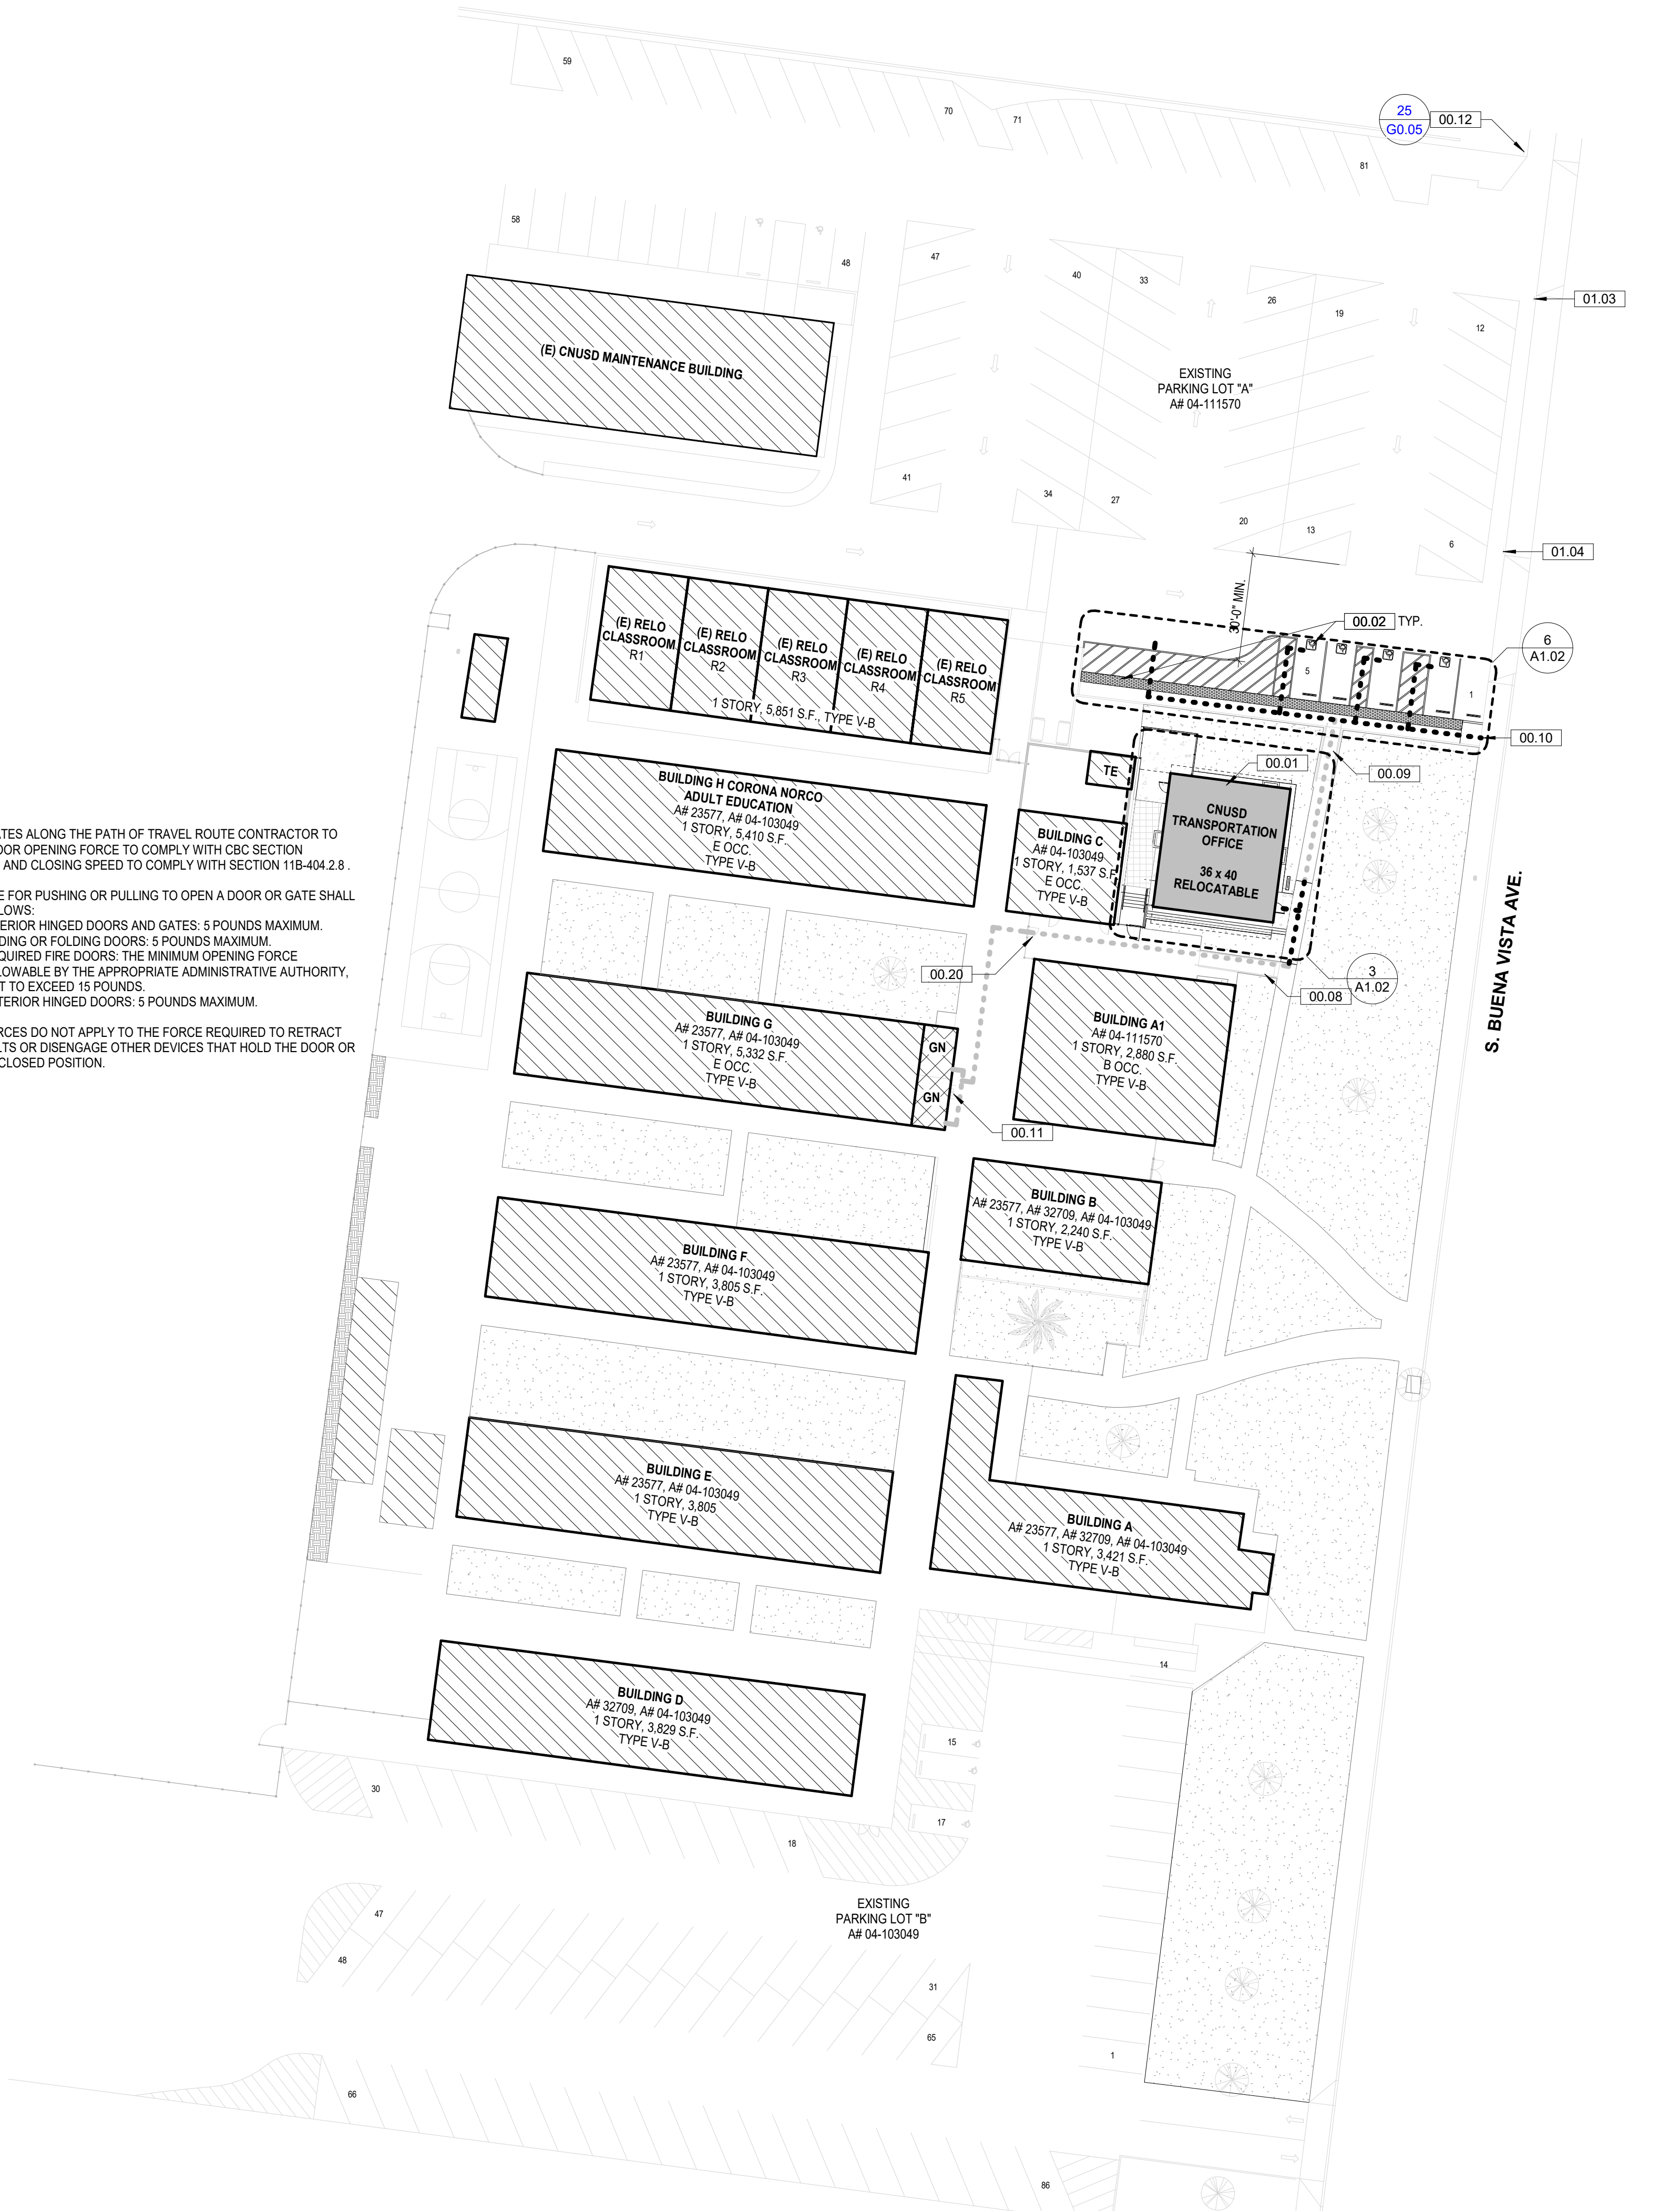 59
70
71
25
G0.05
00.12
81
58
48
47
40
33
26
19
12
01.03
(E) CNUSD MAINTENANCE BUILDING
EXISTING
PARKING LOT "A"
A# 04-111570
41
34
27
20
13
6
01.04
30'-0" MIN.
00.02 TYP.
6
A1.02
5
1
(E) RELO
CLASSROOM
R1
(E) RELO
CLASSROOM
R2
(E) RELO
CLASSROOM
R3
(E) RELO
CLASSROOM
R4
(E) RELO
CLASSROOM
R5
1 STORY, 5,851 S.F., TYPE V-B
00.10
00.09
00.01
TE
CNUSD
TRANSPORTATION
OFFICE
36 x 40
RELOCATABLE
BUILDING H CORONA NORCO
ADULT EDUCATION
A# 23577, A# 04-103049
1 STORY, 5,410 S.F.
E OCC.
TYPE V-B
BUILDING C
A# 04-103049
1 STORY, 1,537 S.F.
E OCC.
TYPE V-B
ATES ALONG THE PATH OF TRAVEL ROUTE CONTRACTOR TO
OOR OPENING FORCE TO COMPLY WITH CBC SECTION
AND CLOSING SPEED TO COMPLY WITH SECTION 11B-404.2.8 .
E FOR PUSHING OR PULLING TO OPEN A DOOR OR GATE SHALL
LOWS:
TERIOR HINGED DOORS AND GATES: 5 POUNDS MAXIMUM.
DING OR FOLDING DOORS: 5 POUNDS MAXIMUM.
QUIRED FIRE DOORS: THE MINIMUM OPENING FORCE
LOWABLE BY THE APPROPRIATE ADMINISTRATIVE AUTHORITY,
T TO EXCEED 15 POUNDS.
TERIOR HINGED DOORS: 5 POUNDS MAXIMUM.
RCES DO NOT APPLY TO THE FORCE REQUIRED TO RETRACT
LTS OR DISENGAGE OTHER DEVICES THAT HOLD THE DOOR OR
CLOSED POSITION.
S. BUENA VISTA AVE.
00.20
00.08
3
A1.02
BUILDING G
A# 23577, A# 04-103049
1 STORY, 5,332 S.F.
E OCC.
TYPE V-B
GN
GN
00.11
BUILDING A1
A# 04-111570
1 STORY, 2,880 S.F.
B OCC.
TYPE V-B
BUILDING B
A# 23577, A# 32709, A# 04-103049
1 STORY, 2,240 S.F.
TYPE V-B
BUILDING F
A# 23577, A# 04-103049
1 STORY, 3,805 S.F.
TYPE V-B
BUILDING E
A# 23577, A# 04-103049
1 STORY, 3,805
TYPE V-B
BUILDING A
A# 23577, A# 32709, A# 04-103049
1 STORY, 3,421 S.F.
TYPE V-B
14
BUILDING D
A# 32709, A# 04-103049
1 STORY, 3,829 S.F.
TYPE V-B
15
17
30
18
EXISTING
PARKING LOT "B"
A# 04-103049
47
48
31
65
1
66
86